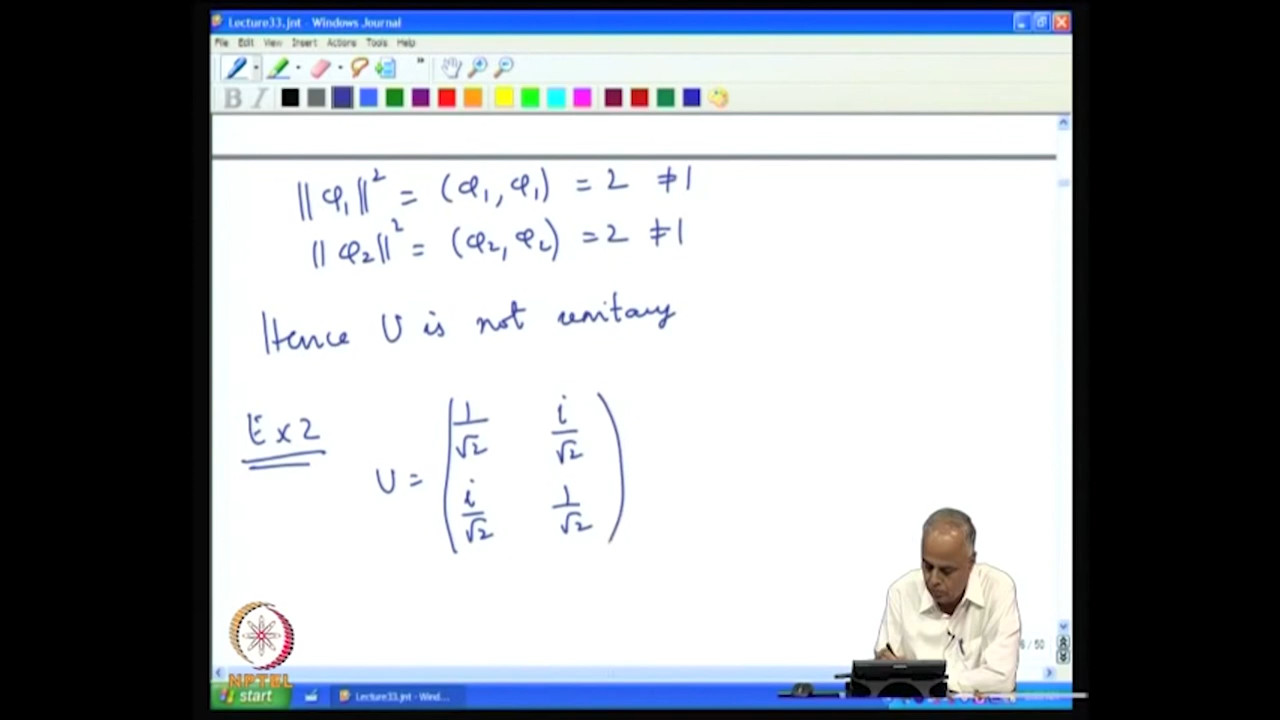 Lecture33.jnt - Windows Journal
File Edit View Insert Actions Tools Help
B I
‖φ₁‖² = (φ₁, φ₁) = 2 ≠ 1
‖φ₂‖² = (φ₂, φ₂) = 2 ≠ 1
Hence U is not unitary
Ex 2
U = ( 1/√2 i/√2
i/√2 1/√2 )
/ 50
NPTEL
start
Lecture33.jnt - Wind...